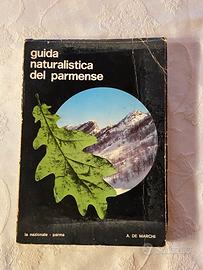 guida
naturalistica
del parmense
la nazionale - parma
A. DE MARCHI